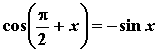 cos(π/2 + x) = −sin x